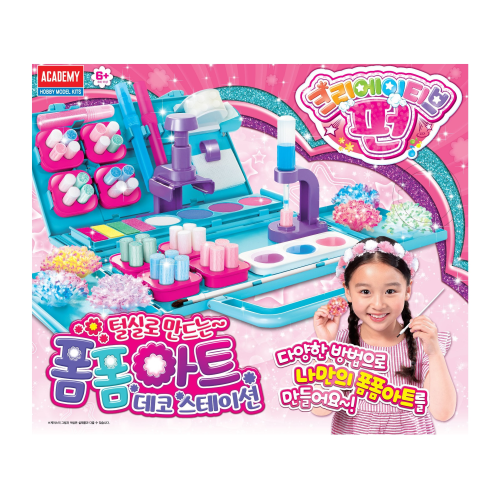 ACADEMY
HOBBY MODEL KITS
6+
크리에이티브
펀!
털실로 만드는~
폼폼아트
데코 스테이션
다양한 방법으로
나만의 폼폼아트를
만들어요~!